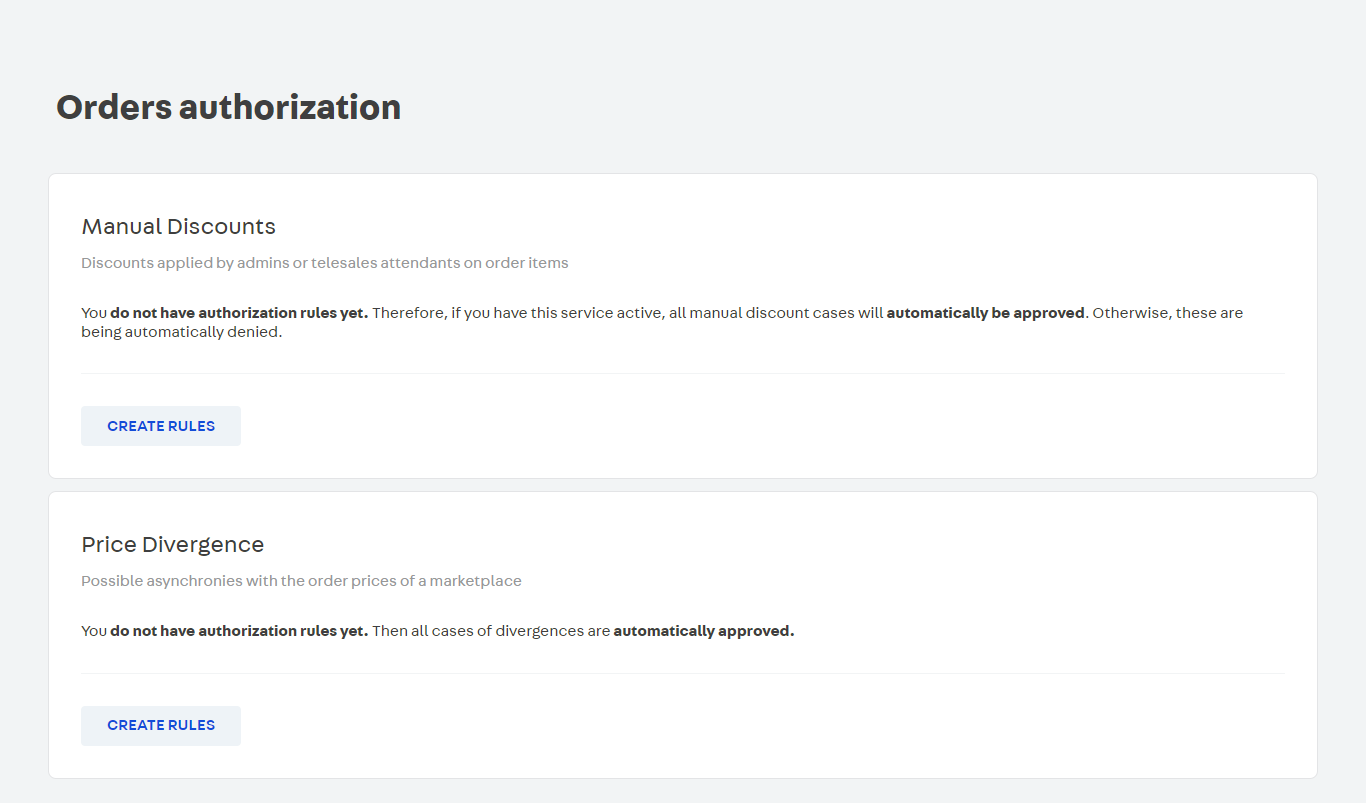 Orders authorization
Manual Discounts
Discounts applied by admins or telesales attendants on order items
You do not have authorization rules yet. Therefore, if you have this service active, all manual discount cases will automatically be approved. Otherwise, these are
being automatically denied.
CREATE RULES
Price Divergence
Possible asynchronies with the order prices of a marketplace
You do not have authorization rules yet. Then all cases of divergences are automatically approved.
CREATE RULES